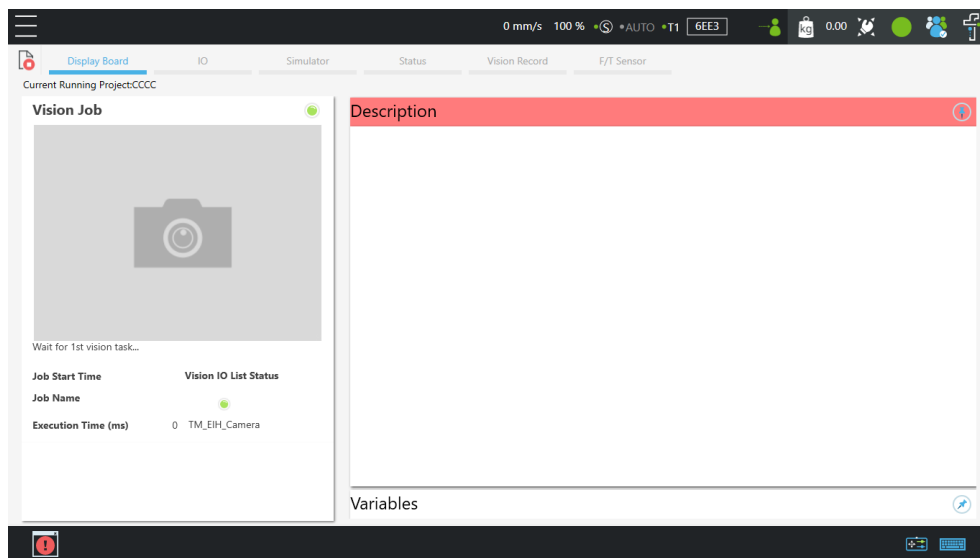 0 mm/s 100 % S AUTO T1 6EE3 kg 0.00
Display Board IO Simulator Status Vision Record F/T Sensor
Current Running Project:CCCC
Vision Job
Wait for 1st vision task...
Job Start Time Vision IO List Status
Job Name
Execution Time (ms) 0 TM_EIH_Camera
Description
Variables